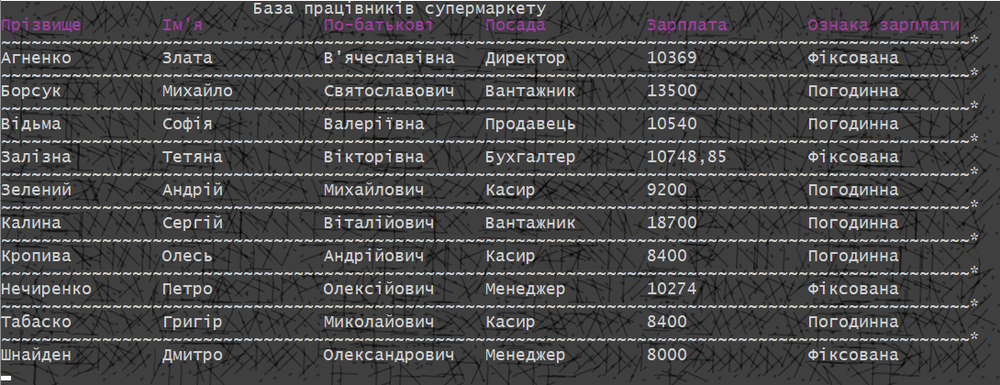 База працівників супермаркету
Прізвище Ім'я По-батькові Посада Зарплата Ознака зарплати
~~~~~~~~~~~~~~~~~~~~~~~~~~~~~~~~~~~~~~~~~~~~~~~~~~~~~~~~~~~~~~~~~~~~~~~~~~~~~~~~~~~~~~~~~~~~~~~~*
Агненко Злата В'ячеславівна Директор 10369 Фіксована
~~~~~~~~~~~~~~~~~~~~~~~~~~~~~~~~~~~~~~~~~~~~~~~~~~~~~~~~~~~~~~~~~~~~~~~~~~~~~~~~~~~~~~~~~~~~~~~~*
Борсук Михайло Святославович Вантажник 13500 Погодинна
~~~~~~~~~~~~~~~~~~~~~~~~~~~~~~~~~~~~~~~~~~~~~~~~~~~~~~~~~~~~~~~~~~~~~~~~~~~~~~~~~~~~~~~~~~~~~~~~*
Відьма Софія Валеріївна Продавець 10540 Погодинна
~~~~~~~~~~~~~~~~~~~~~~~~~~~~~~~~~~~~~~~~~~~~~~~~~~~~~~~~~~~~~~~~~~~~~~~~~~~~~~~~~~~~~~~~~~~~~~~~*
Залізна Тетяна Вікторівна Бухгалтер 10748,85 Фіксована
~~~~~~~~~~~~~~~~~~~~~~~~~~~~~~~~~~~~~~~~~~~~~~~~~~~~~~~~~~~~~~~~~~~~~~~~~~~~~~~~~~~~~~~~~~~~~~~~*
Зелений Андрій Михайлович Касир 9200 Погодинна
~~~~~~~~~~~~~~~~~~~~~~~~~~~~~~~~~~~~~~~~~~~~~~~~~~~~~~~~~~~~~~~~~~~~~~~~~~~~~~~~~~~~~~~~~~~~~~~~*
Калина Сергій Віталійович Вантажник 18700 Погодинна
~~~~~~~~~~~~~~~~~~~~~~~~~~~~~~~~~~~~~~~~~~~~~~~~~~~~~~~~~~~~~~~~~~~~~~~~~~~~~~~~~~~~~~~~~~~~~~~~*
Кропива Олесь Андрійович Касир 8400 Погодинна
~~~~~~~~~~~~~~~~~~~~~~~~~~~~~~~~~~~~~~~~~~~~~~~~~~~~~~~~~~~~~~~~~~~~~~~~~~~~~~~~~~~~~~~~~~~~~~~~*
Нечиренко Петро Олексійович Менеджер 10274 Фіксована
~~~~~~~~~~~~~~~~~~~~~~~~~~~~~~~~~~~~~~~~~~~~~~~~~~~~~~~~~~~~~~~~~~~~~~~~~~~~~~~~~~~~~~~~~~~~~~~~*
Табаско Григір Миколайович Касир 8400 Погодинна
~~~~~~~~~~~~~~~~~~~~~~~~~~~~~~~~~~~~~~~~~~~~~~~~~~~~~~~~~~~~~~~~~~~~~~~~~~~~~~~~~~~~~~~~~~~~~~~~*
Шнайден Дмитро Олександрович Менеджер 8000 Фіксована